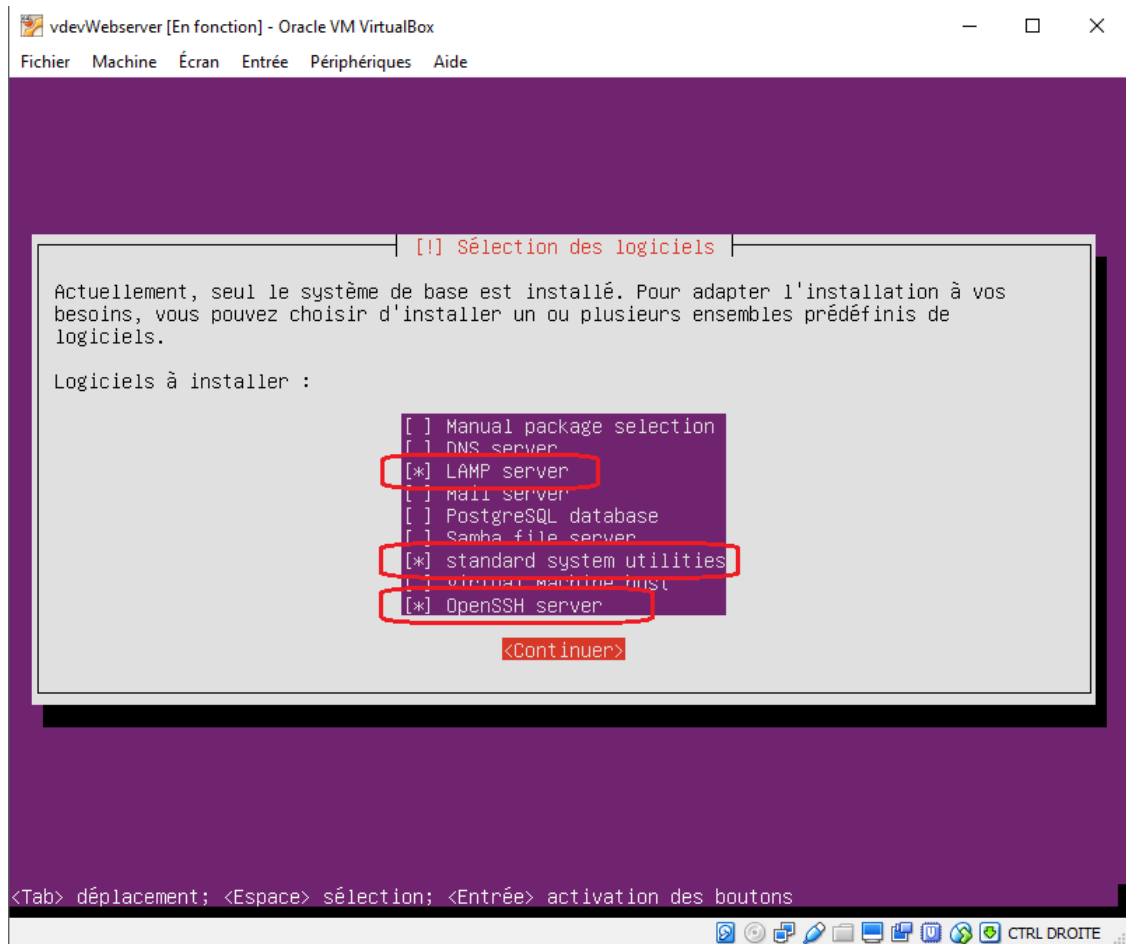 vdevWebserver [En fonction] - Oracle VM VirtualBox
Fichier Machine Écran Entrée Périphériques Aide
[!] Sélection des logiciels
Actuellement, seul le système de base est installé. Pour adapter l'installation à vos
besoins, vous pouvez choisir d'installer un ou plusieurs ensembles prédéfinis de
logiciels.
Logiciels à installer :
[ ] Manual package selection
[ ] DNS server
[*] LAMP server
[ ] Mail server
[ ] PostgreSQL database
[ ] Samba file server
[*] standard system utilities
[ ] Virtual Machine host
[*] OpenSSH server
<Continuer>
<Tab> déplacement; <Espace> sélection; <Entrée> activation des boutons
CTRL DROITE